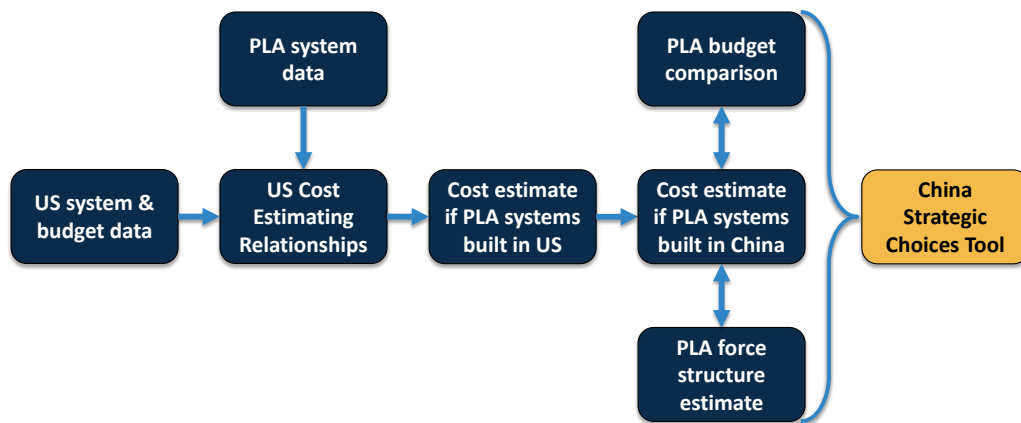 PLA system
data
PLA budget
comparison
US system &
budget data
US Cost
Estimating
Relationships
Cost estimate
if PLA systems
built in US
Cost estimate
if PLA systems
built in China
China
Strategic
Choices Tool
PLA force
structure
estimate